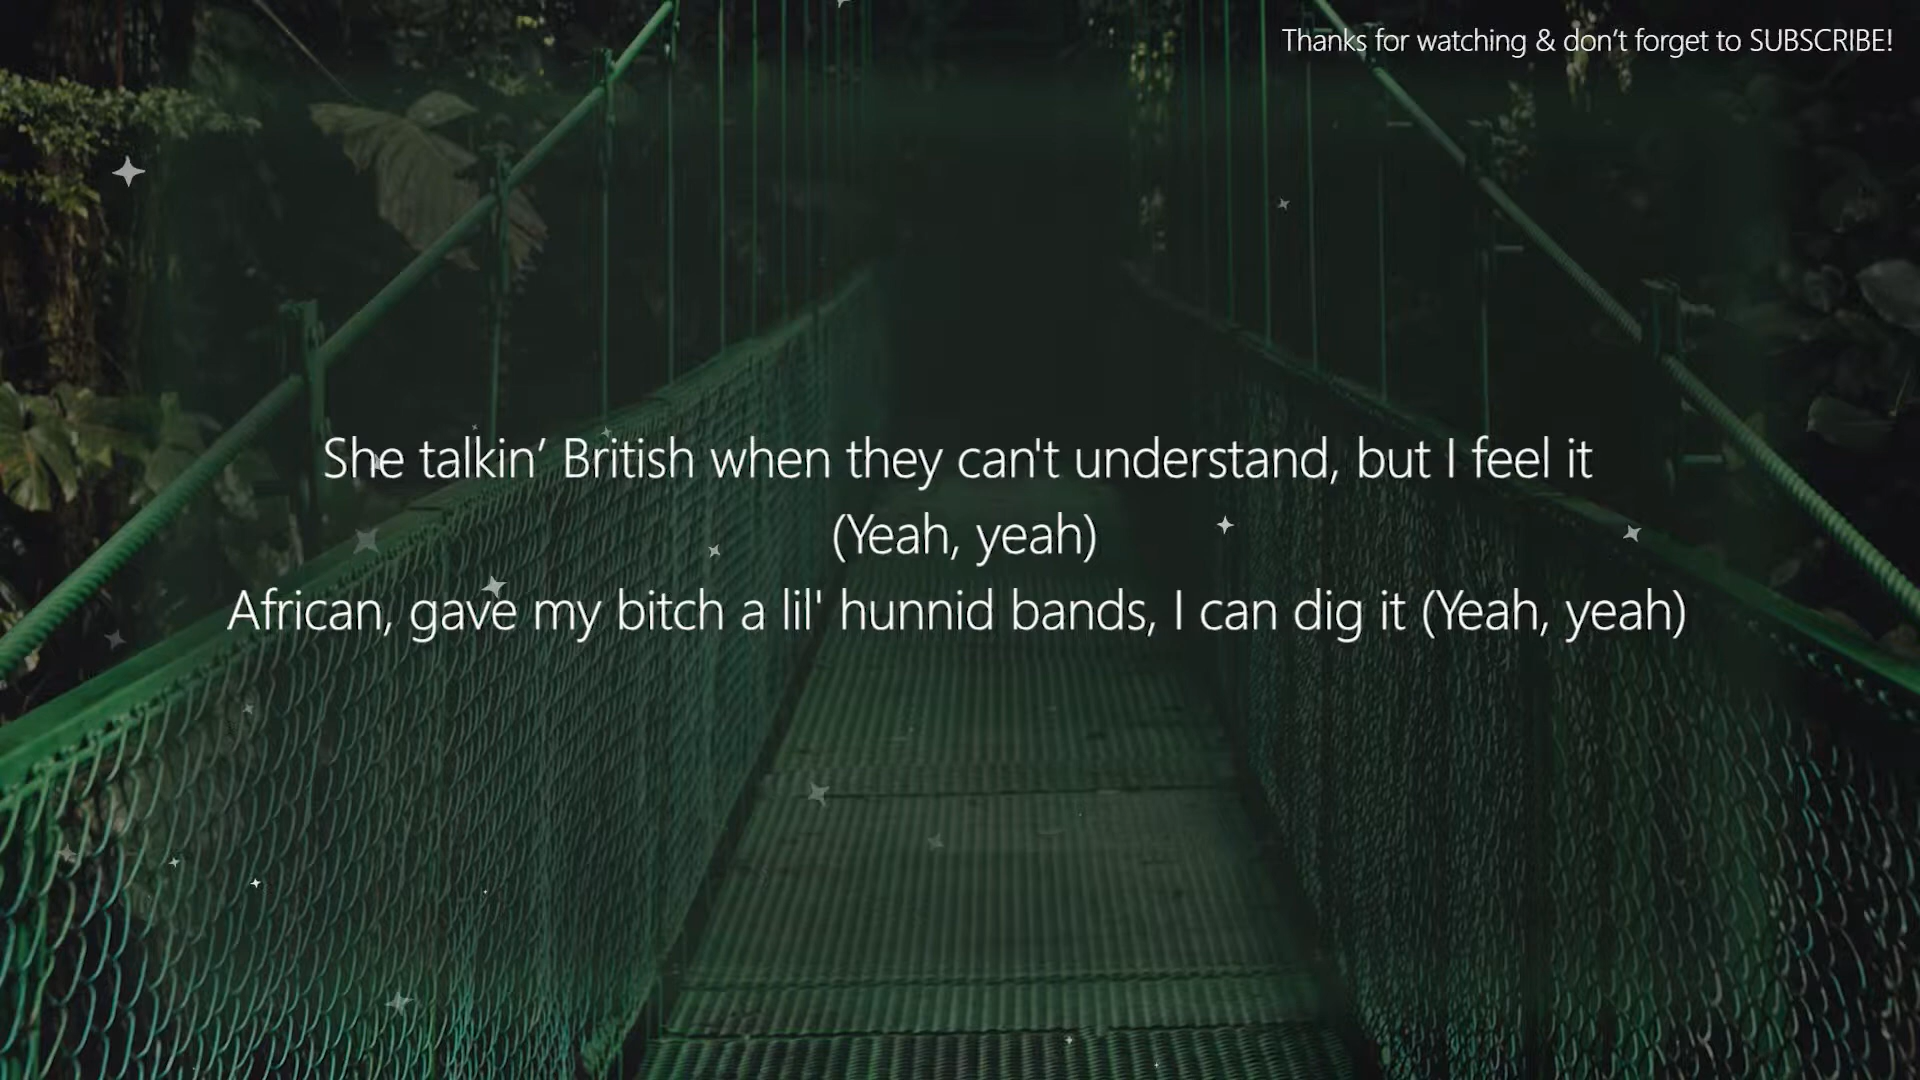 Thanks for watching & don’t forget to SUBSCRIBE!
She talkin’ British when they can't understand, but I feel it
(Yeah, yeah)
African, gave my bitch a lil' hunnid bands, I can dig it (Yeah, yeah)